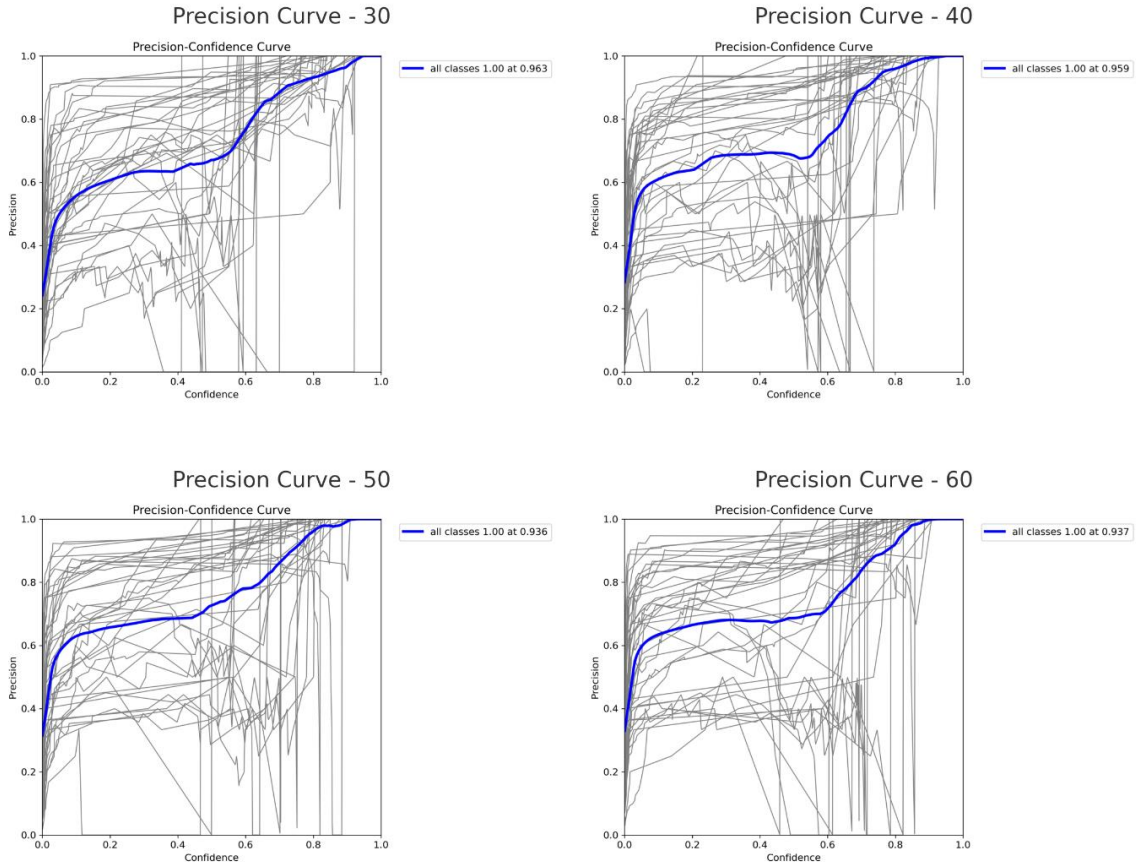 Precision Curve - 30
Precision-Confidence Curve
1.0
0.8
0.6
0.4
0.2
0.0
Precision
0.0 0.2 0.4 0.6 0.8 1.0
Confidence
all classes 1.00 at 0.963
Precision Curve - 40
Precision-Confidence Curve
1.0
0.8
0.6
0.4
0.2
0.0
Precision
0.0 0.2 0.4 0.6 0.8 1.0
Confidence
all classes 1.00 at 0.959
Precision Curve - 50
Precision-Confidence Curve
1.0
0.8
0.6
0.4
0.2
0.0
Precision
0.0 0.2 0.4 0.6 0.8 1.0
Confidence
all classes 1.00 at 0.936
Precision Curve - 60
Precision-Confidence Curve
1.0
0.8
0.6
0.4
0.2
0.0
Precision
0.0 0.2 0.4 0.6 0.8 1.0
Confidence
all classes 1.00 at 0.937